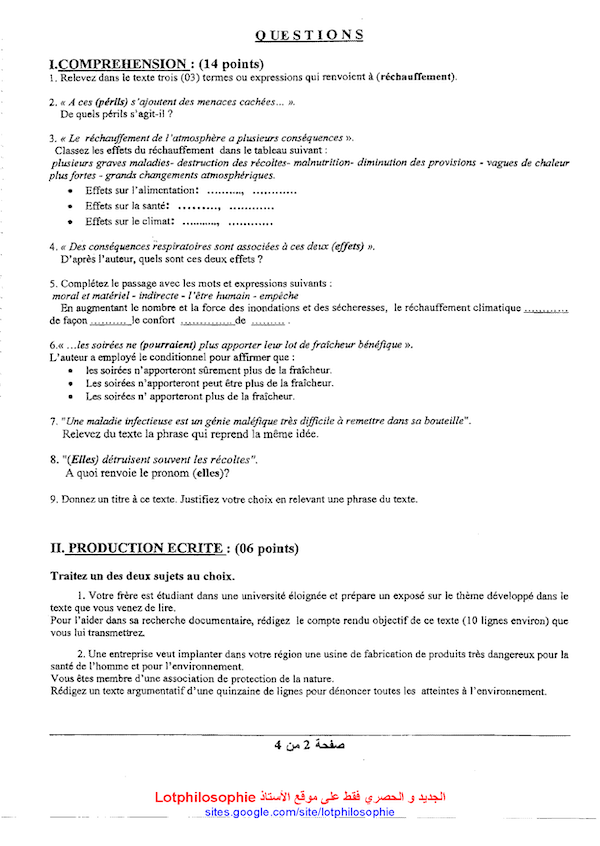 QUESTIONS
I.COMPREHENSION : (14 points)
1. Relevez dans le texte trois (03) termes ou expressions qui renvoient à (réchauffement).
2. « A ces (périls) s'ajoutent des menaces cachées... ».
De quels périls s'agit-il ?
3. « Le réchauffement de l'atmosphère a plusieurs conséquences ».
Classez les effets du réchauffement dans le tableau suivant :
plusieurs graves maladies- destruction des récoltes- malnutrition- diminution des provisions - vagues de chaleur
plus fortes - grands changements atmosphériques.
• Effets sur l'alimentation: .........., ............
• Effets sur la santé: ........., ............
• Effets sur le climat: ..........., ............
4. « Des conséquences respiratoires sont associées à ces deux (effets) ».
D'après l'auteur, quels sont ces deux effets ?
5. Complétez le passage avec les mots et expressions suivants :
moral et matériel - indirecte - l'être humain - empêche
En augmentant le nombre et la force des inondations et des sécheresses, le réchauffement climatique ............
de façon ...........le confort ...............de ......... .
6.« ...les soirées ne (pourraient) plus apporter leur lot de fraîcheur bénéfique ».
L'auteur a employé le conditionnel pour affirmer que :
• les soirées n'apporteront sûrement plus de la fraîcheur.
• Les soirées n'apporteront peut être plus de la fraîcheur.
• Les soirées n' apporteront plus de la fraîcheur.
7. "Une maladie infectieuse est un génie maléfique très difficile à remettre dans sa bouteille".
Relevez du texte la phrase qui reprend la même idée.
8. "(Elles) détruisent souvent les récoltes".
A quoi renvoie le pronom (elles)?
9. Donnez un titre à ce texte. Justifiez votre choix en relevant une phrase du texte.
II. PRODUCTION ECRITE : (06 points)
Traitez un des deux sujets au choix.
1. Votre frère est étudiant dans une université éloignée et prépare un exposé sur le thème développé dans le
texte que vous venez de lire.
Pour l'aider dans sa recherche documentaire, rédigez le compte rendu objectif de ce texte (10 lignes environ) que
vous lui transmettrez.
2. Une entreprise veut implanter dans votre région une usine de fabrication de produits très dangereux pour la
santé de l'homme et pour l'environnement.
Vous êtes membre d'une association de protection de la nature.
Rédigez un texte argumentatif d'une quinzaine de lignes pour dénoncer toutes les atteintes à l'environnement.
صفحة 2 من 4
الجديد و الحصري فقط على موقع الأستاذ Lotphilosophie
sites.google.com/site/lotphilosophie